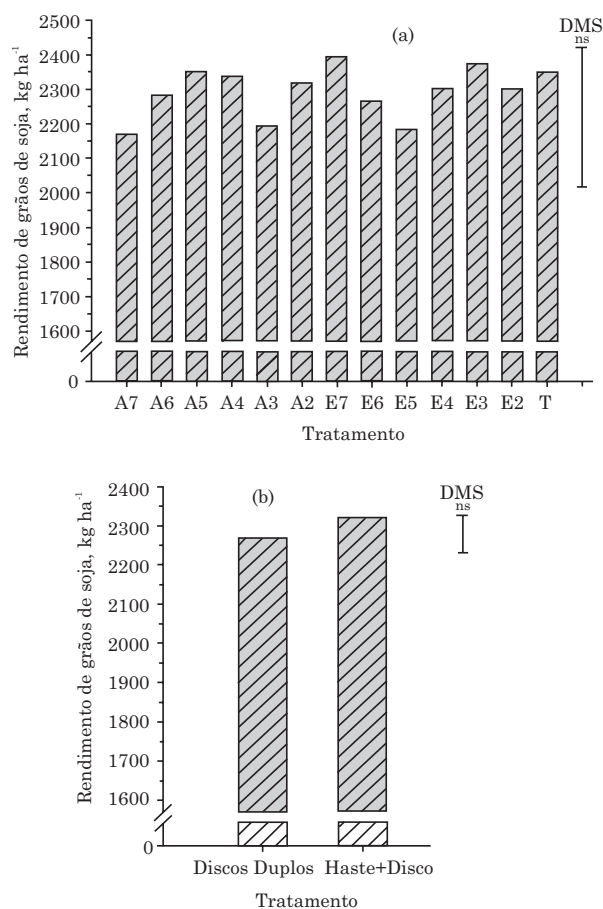 (a)
DMS
ns
Rendimento de grãos de soja, kg ha⁻¹
2500
2400
2300
2200
2100
2000
1900
1800
1700
1600
0
A7 A6 A5 A4 A3 A2 E7 E6 E5 E4 E3 E2 T
Tratamento
(b)
DMS
ns
Rendimento de grãos de soja, kg ha⁻¹
2400
2300
2200
2100
2000
1900
1800
1700
1600
0
Discos Duplos Haste+Disco
Tratamento